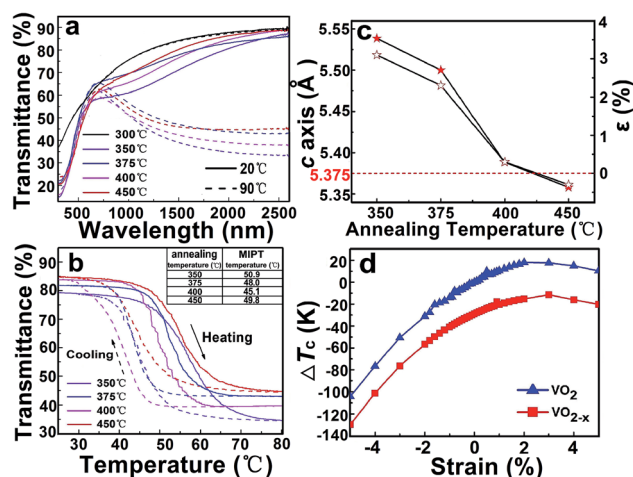 a
Transmittance (%)
90
80
70
60
50
40
30
20
300℃
350℃
375℃
400℃
450℃
20℃
90℃
500 1000 1500 2000 2500
Wavelength (nm)
c
c axis (Å)
5.55
5.50
5.45
5.40
5.375
5.35
4
3
2
1
0
-1
ε (%)
350 375 400 450
Annealing Temperature (℃)
b
Transmittance (%)
90
80
70
60
50
40
30
annealing MIPT
temperature (℃) temperature (℃)
350 50.9
375 48.0
400 45.1
450 49.8
Heating
Cooling
350℃
375℃
400℃
450℃
30 40 50 60 70 80
Temperature (℃)
d
ΔTc (K)
40
20
0
-20
-40
-60
-80
-100
-120
-140
VO2
VO2-x
-4 -2 0 2 4
Strain (%)